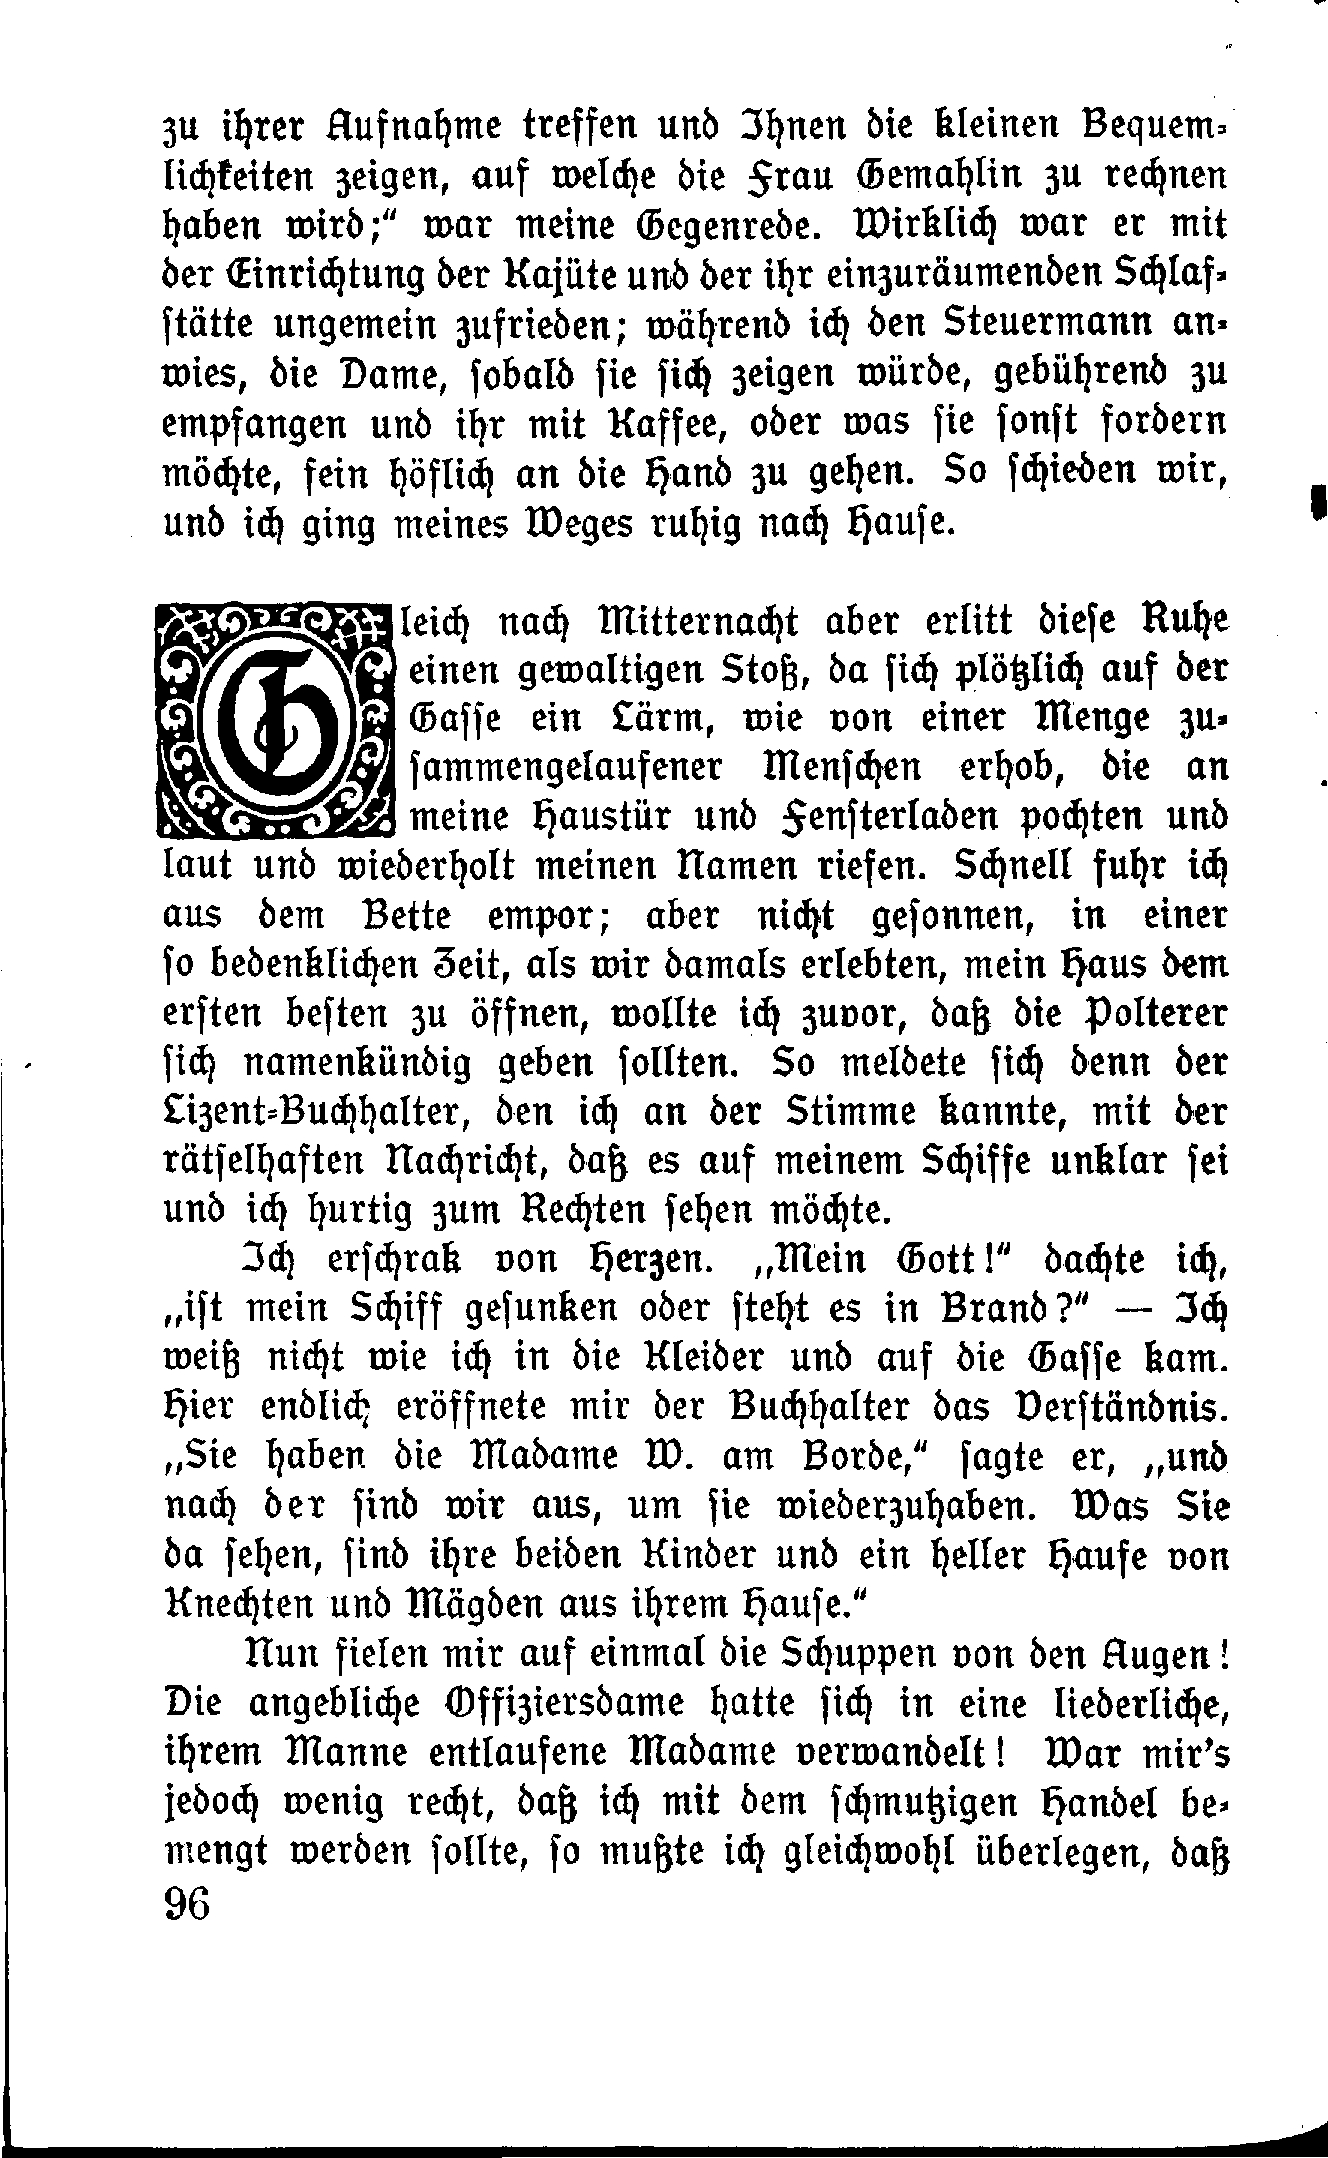 zu ihrer Aufnahme treffen und Ihnen die kleinen Bequem-
lichkeiten zeigen, auf welche die Frau Gemahlin zu rechnen
haben wird;“ war meine Gegenrede. Wirklich war er mit
der Einrichtung der Kajüte und der ihr einzuräumenden Schlaf-
stätte ungemein zufrieden; während ich den Steuermann an-
wies, die Dame, sobald sie sich zeigen würde, gebührend zu
empfangen und ihr mit Kaffee, oder was sie sonst fordern
möchte, fein höflich an die Hand zu gehen. So schieden wir,
und ich ging meines Weges ruhig nach Hause.
Gleich nach Mitternacht aber erlitt diese Ruhe
einen gewaltigen Stoß, da sich plötzlich auf der
Gasse ein Lärm, wie von einer Menge zu-
sammengelaufener Menschen erhob, die an
meine Haustür und Fensterladen pochten und
laut und wiederholt meinen Namen riefen. Schnell fuhr ich
aus dem Bette empor; aber nicht gesonnen, in einer
so bedenklichen Zeit, als wir damals erlebten, mein Haus dem
ersten besten zu öffnen, wollte ich zuvor, daß die Polterer
sich namenkündig geben sollten. So meldete sich denn der
Lizent-Buchhalter, den ich an der Stimme kannte, mit der
rätselhaften Nachricht, daß es auf meinem Schiffe unklar sei
und ich hurtig zum Rechten sehen möchte.
Ich erschrak von Herzen. „Mein Gott!“ dachte ich,
„ist mein Schiff gesunken oder steht es in Brand?“ — Ich
weiß nicht wie ich in die Kleider und auf die Gasse kam.
Hier endlich eröffnete mir der Buchhalter das Verständnis.
„Sie haben die Madame W. am Borde,“ sagte er, „und
nach der sind wir aus, um sie wiederzuhaben. Was Sie
da sehen, sind ihre beiden Kinder und ein heller Haufe von
Knechten und Mägden aus ihrem Hause.“
Nun fielen mir auf einmal die Schuppen von den Augen!
Die angebliche Offiziersdame hatte sich in eine liederliche,
ihrem Manne entlaufene Madame verwandelt! War mir's
jedoch wenig recht, daß ich mit dem schmutzigen Handel be-
mengt werden sollte, so mußte ich gleichwohl überlegen, daß
96